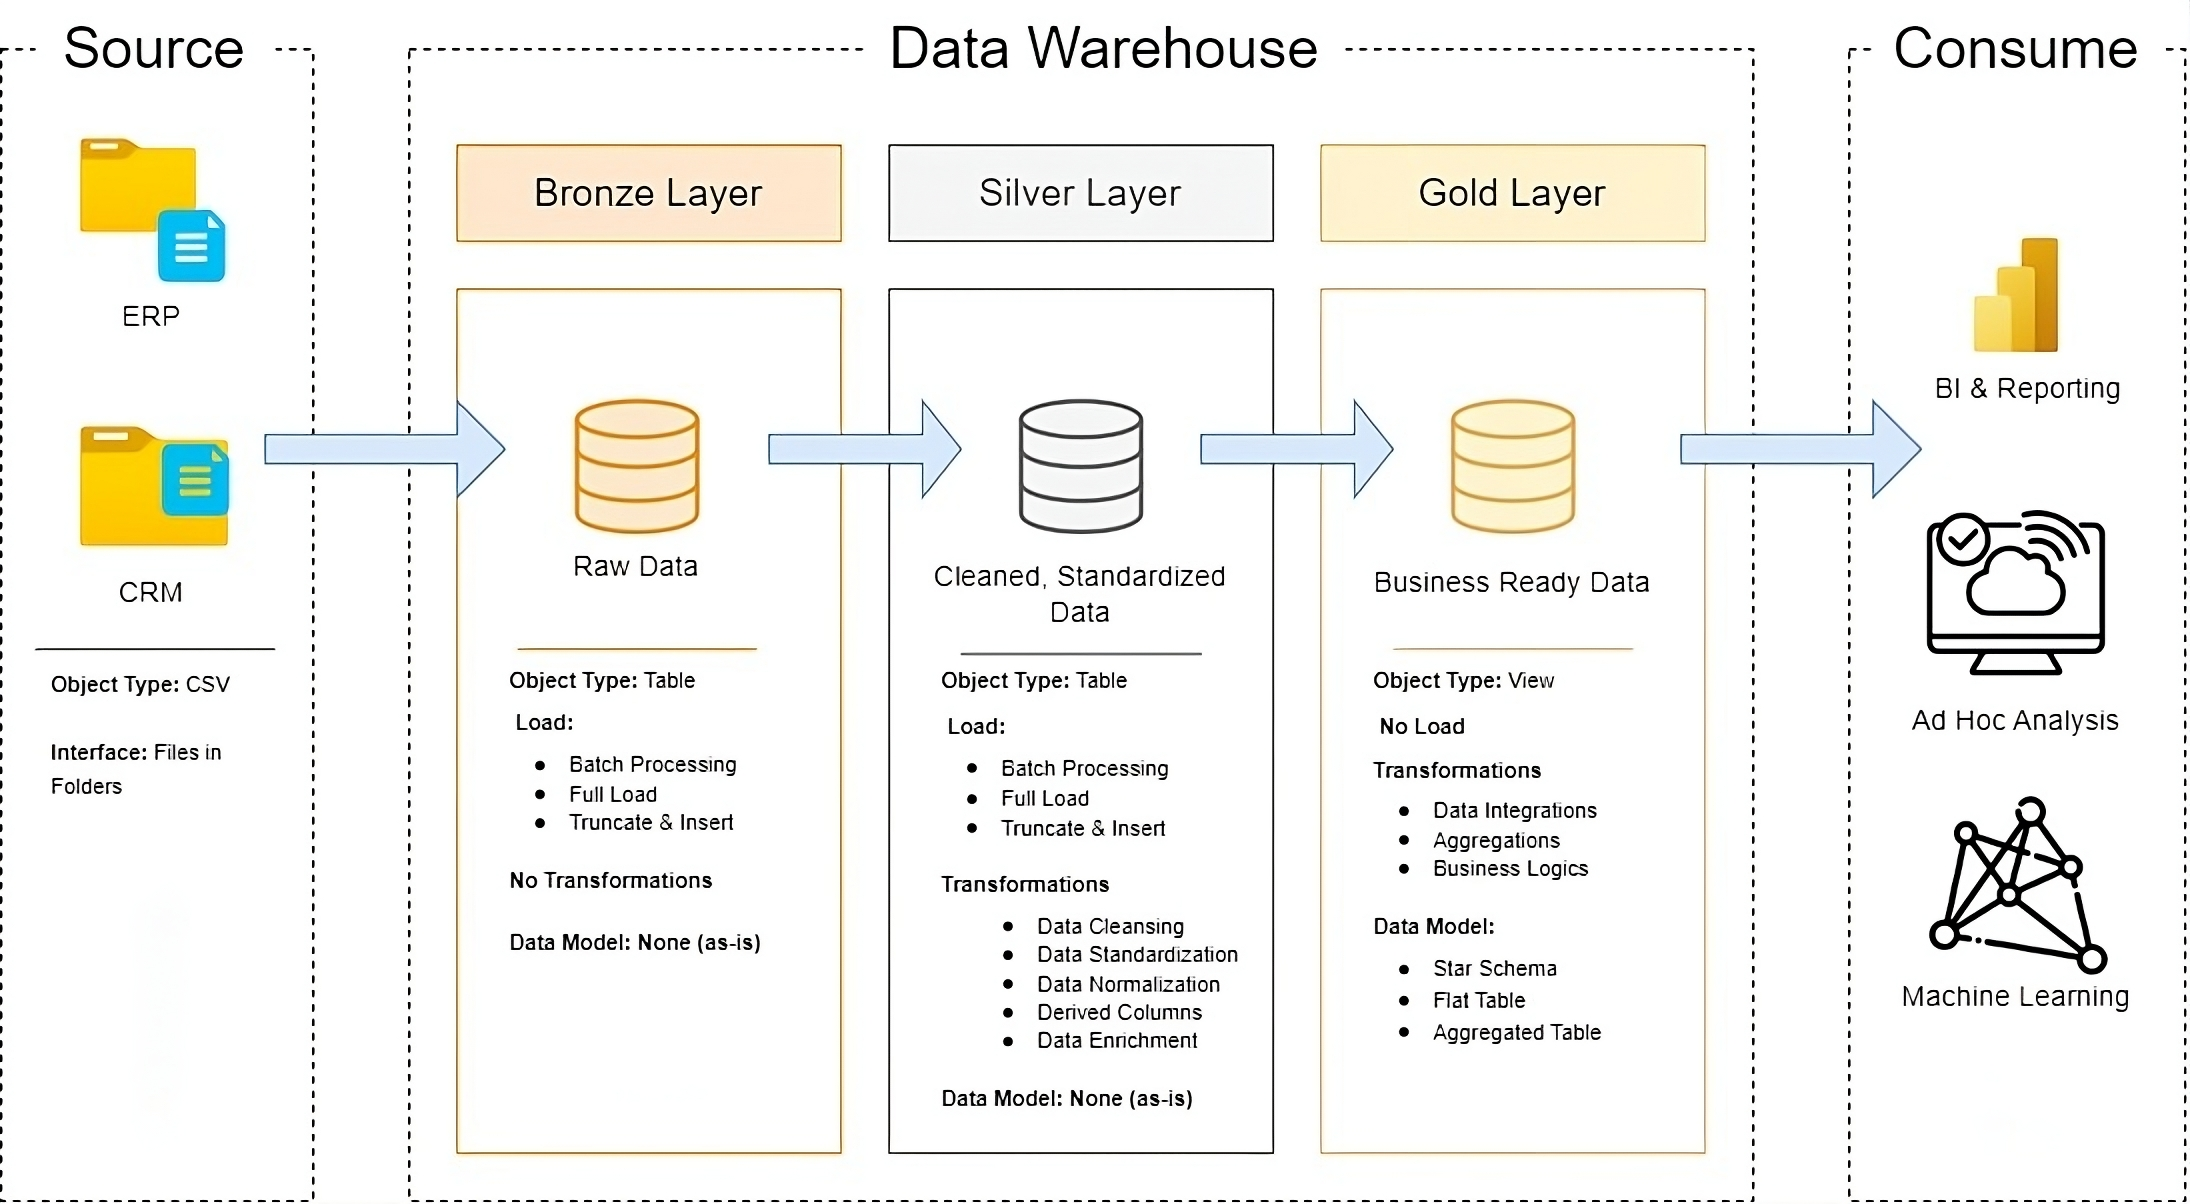 Source
Data Warehouse
Consume
ERP
CRM
Object Type: CSV
Interface: Files in
Folders
Bronze Layer
Raw Data
Object Type: Table
Load:
● Batch Processing
● Full Load
● Truncate & Insert
No Transformations
Data Model: None (as-is)
Silver Layer
Cleaned, Standardized
Data
Object Type: Table
Load:
● Batch Processing
● Full Load
● Truncate & Insert
Transformations
● Data Cleansing
● Data Standardization
● Data Normalization
● Derived Columns
● Data Enrichment
Data Model: None (as-is)
Gold Layer
Business Ready Data
Object Type: View
No Load
Transformations
● Data Integrations
● Aggregations
● Business Logics
Data Model:
● Star Schema
● Flat Table
● Aggregated Table
BI & Reporting
Ad Hoc Analysis
Machine Learning